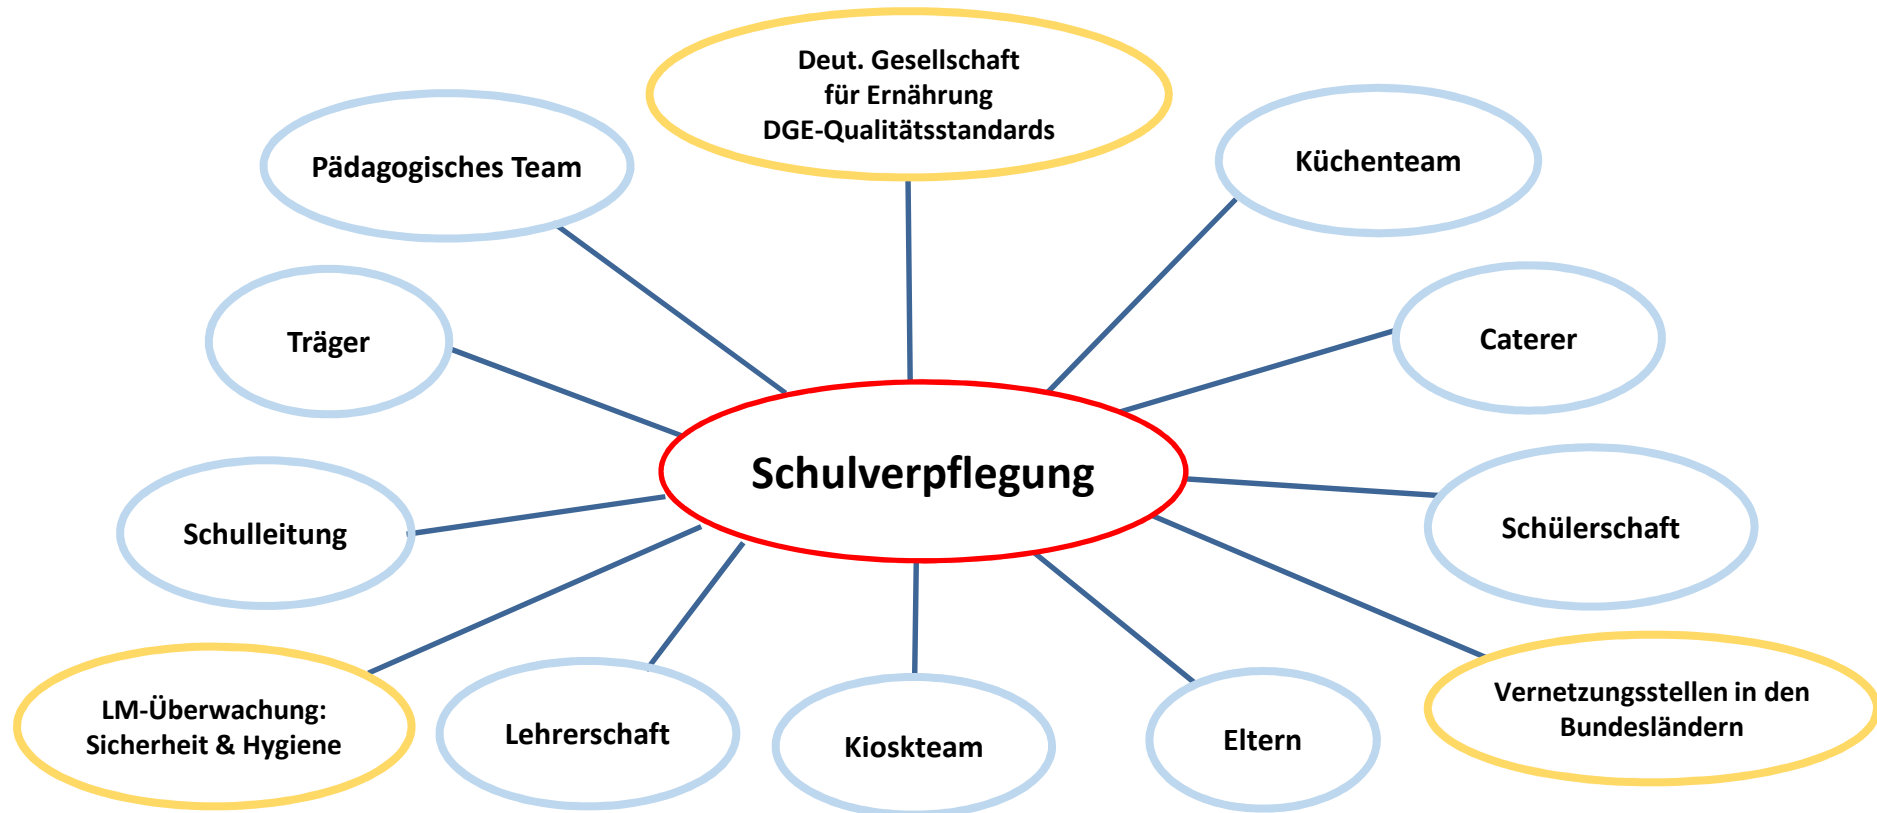 Deut. Gesellschaft
für Ernährung
DGE-Qualitätsstandards
Pädagogisches Team
Küchenteam
Träger
Caterer
Schulverpflegung
Schulleitung
Schülerschaft
LM-Überwachung:
Sicherheit & Hygiene
Lehrerschaft
Kioskteam
Eltern
Vernetzungsstellen in den
Bundesländern